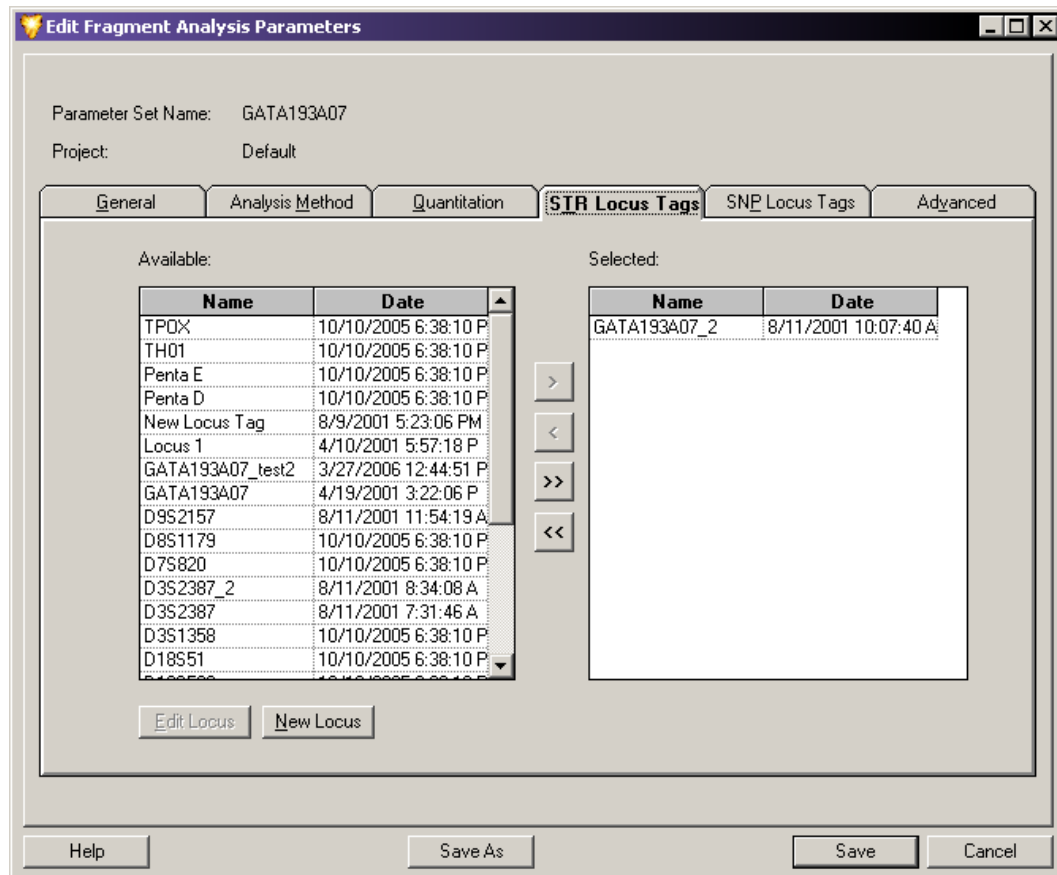 Edit Fragment Analysis Parameters
Parameter Set Name: GATA193A07
Project: Default
General Analysis Method Quantitation STR Locus Tags SNP Locus Tags Advanced
Available: Selected:
Name Date Name Date
TPOX 10/10/2005 6:38:10 P GATA193A07_2 8/11/2001 10:07:40 A
TH01 10/10/2005 6:38:10 P
Penta E 10/10/2005 6:38:10 P
Penta D 10/10/2005 6:38:10 P
>
New Locus Tag 8/9/2001 5:23:06 PM
<
Locus 1 4/10/2001 5:57:18 P
GATA193A07_test2 3/27/2006 12:44:51 P
>>
GATA193A07 4/19/2001 3:22:06 P
D9S2157 8/11/2001 11:54:19 A
<<
D8S1179 10/10/2005 6:38:10 P
D7S820 10/10/2005 6:38:10 P
D3S2387_2 8/11/2001 8:34:08 A
D3S2387 8/11/2001 7:31:46 A
D3S1358 10/10/2005 6:38:10 P
D18S51 10/10/2005 6:38:10 P
Edit Locus New Locus
Help Save As Save Cancel